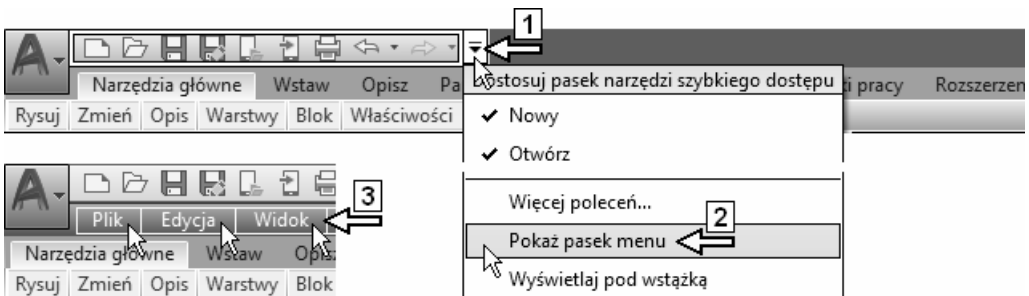 1
A
Narzędzia główne Wstaw Opisz Pa
Rysuj Zmień Opis Warstwy Blok Właściwości
Dostosuj pasek narzędzi szybkiego dostępu
i pracy Rozszerzen
✓ Nowy
✓ Otwórz
Więcej poleceń...
Pokaż pasek menu 2
Wyświetlaj pod wstążką
A
3
Plik Edycja Widok
Narzędzia główne Wstaw Opisz
Rysuj Zmień Opis Warstwy Blok